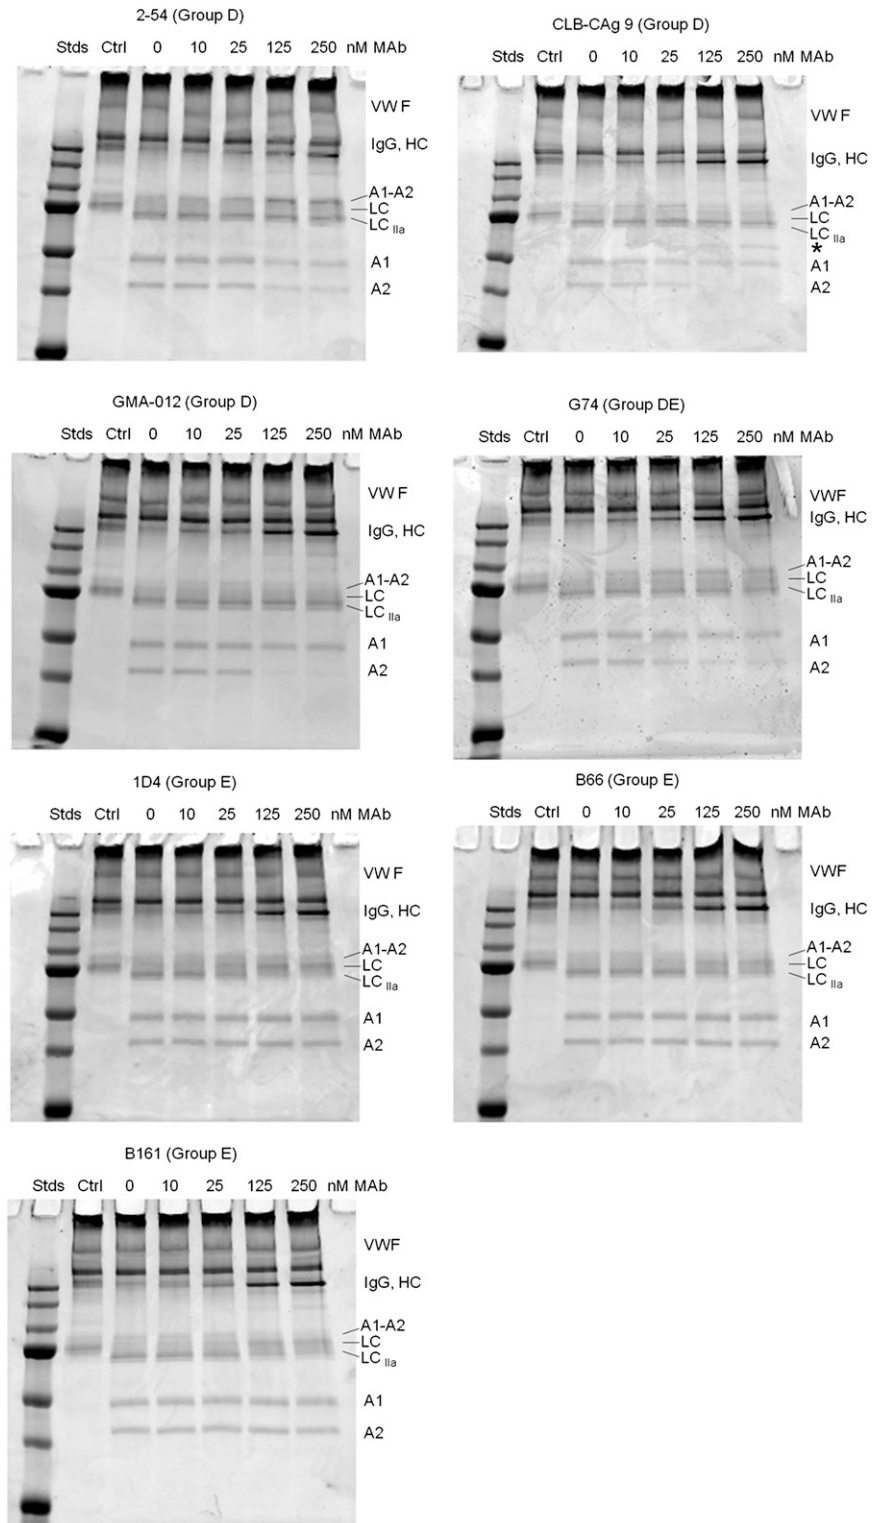 2-54 (Group D)
Stds Ctrl 0 10 25 125 250 nM MAb
VWF
IgG, HC
A1-A2
LC
LC IIa
A1
A2
CLB-CAg 9 (Group D)
Stds Ctrl 0 10 25 125 250 nM MAb
VWF
IgG, HC
A1-A2
LC
LC IIa
*
A1
A2
GMA-012 (Group D)
Stds Ctrl 0 10 25 125 250 nM MAb
VWF
IgG, HC
A1-A2
LC
LC IIa
A1
A2
G74 (Group DE)
Stds Ctrl 0 10 25 125 250 nM MAb
VWF
IgG, HC
A1-A2
LC
LC IIa
A1
A2
1D4 (Group E)
Stds Ctrl 0 10 25 125 250 nM MAb
VWF
IgG, HC
A1-A2
LC
LC IIa
A1
A2
B66 (Group E)
Stds Ctrl 0 10 25 125 250 nM MAb
VWF
IgG, HC
A1-A2
LC
LC IIa
A1
A2
B161 (Group E)
Stds Ctrl 0 10 25 125 250 nM MAb
VWF
IgG, HC
A1-A2
LC
LC IIa
A1
A2